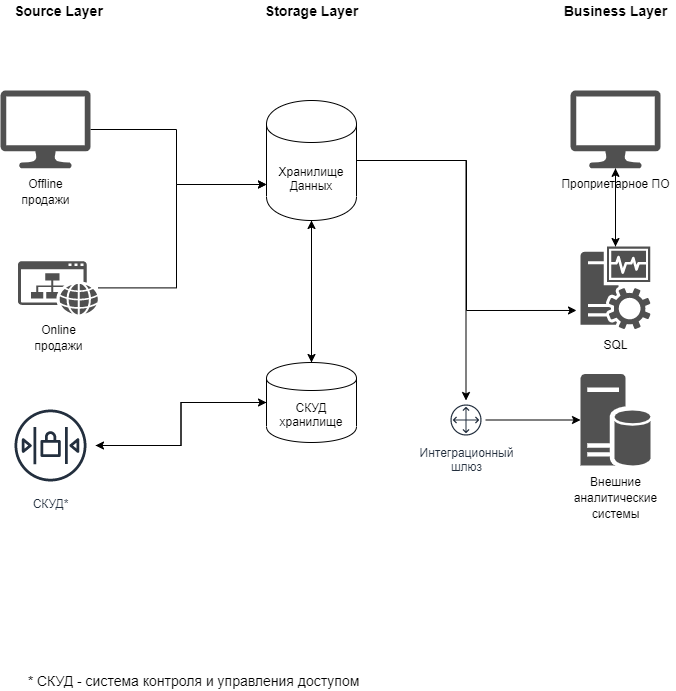 Source Layer
Storage Layer
Business Layer
Offline
продажи
Хранилище
Данных
Проприетарное ПО
Online
продажи
SQL
СКУД
хранилище
Интеграционный
шлюз
СКУД*
Внешние
аналитические
системы
* СКУД - система контроля и управления доступом